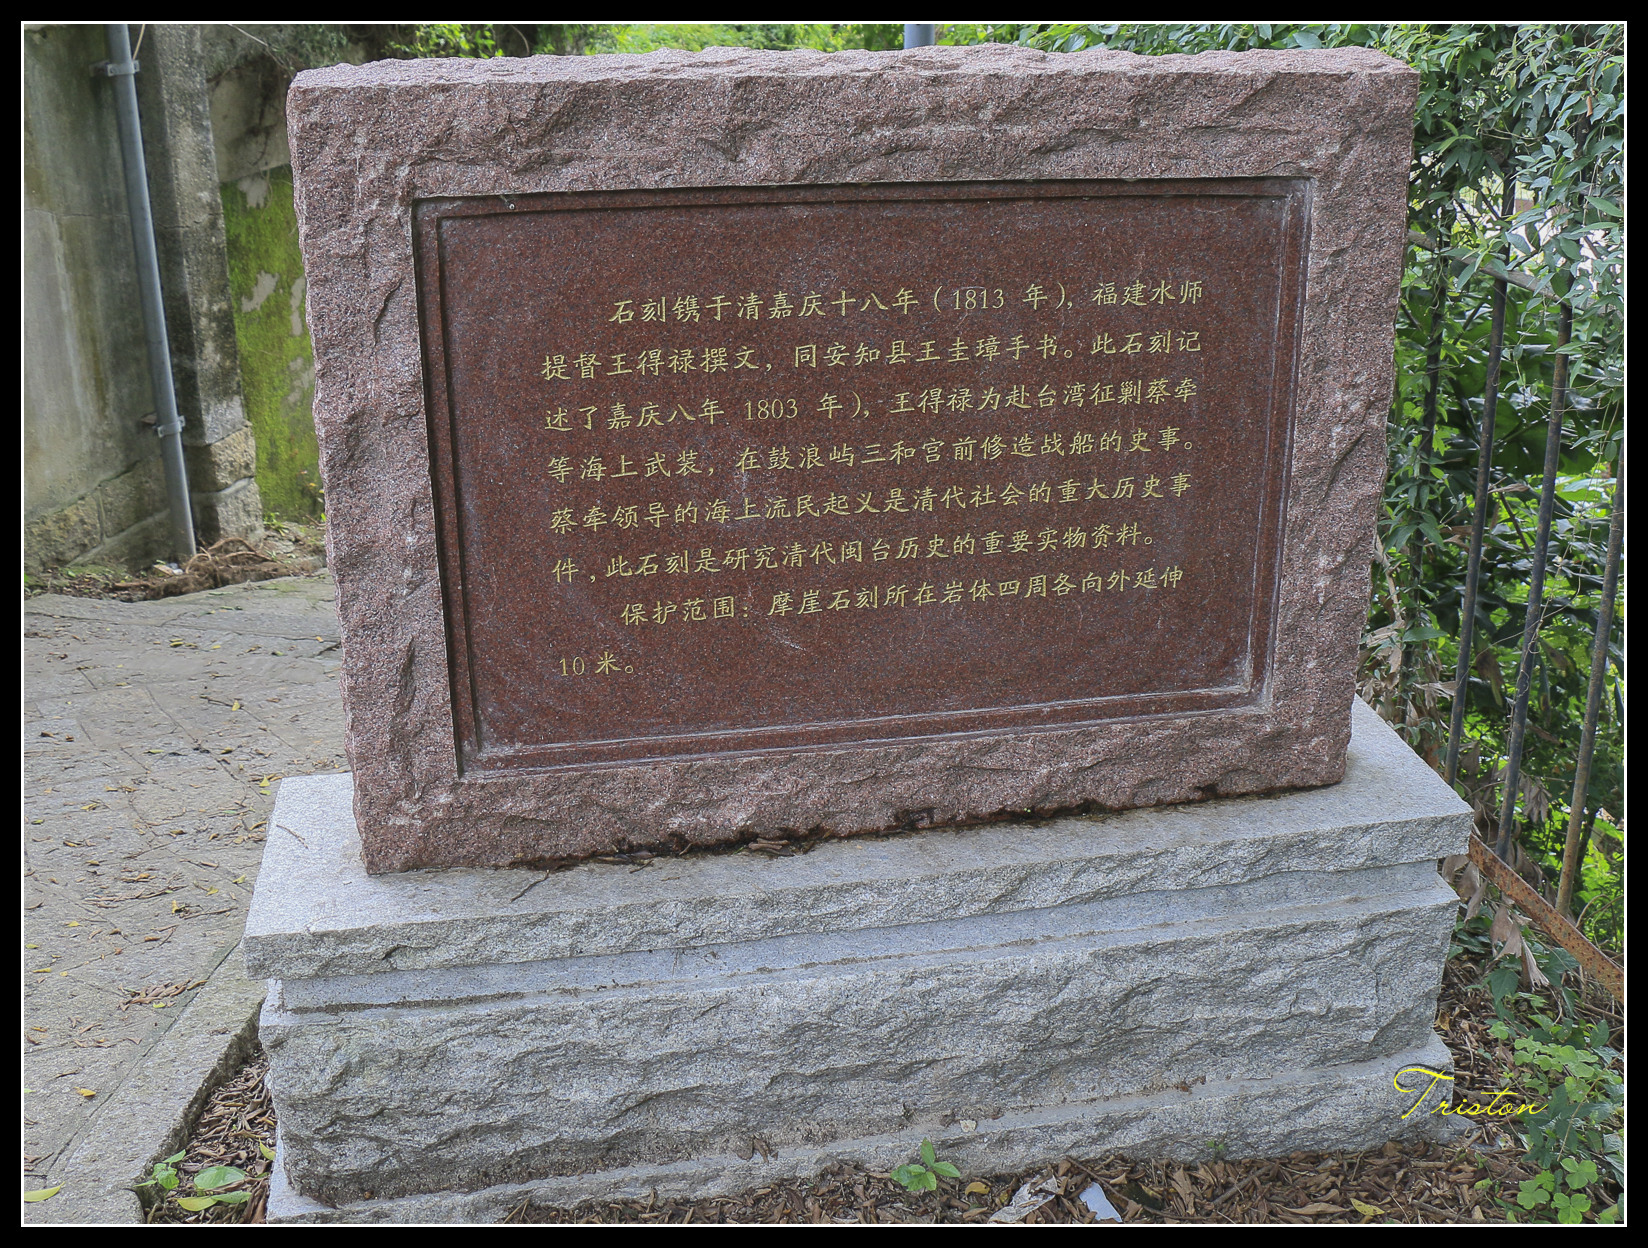 石刻镌于清嘉庆十八年（1813 年），福建水师
提督王得禄撰文，同安知县王圭璋手书。此石刻记
述了嘉庆八年 1803 年），王得禄为赴台湾征剿蔡牵
等海上武装，在鼓浪屿三和宫前修造战船的史事。
蔡牵领导的海上流民起义是清代社会的重大历史事
件，此石刻是研究清代闽台历史的重要实物资料。
保护范围：摩崖石刻所在岩体四周各向外延伸
10 米。
Triston